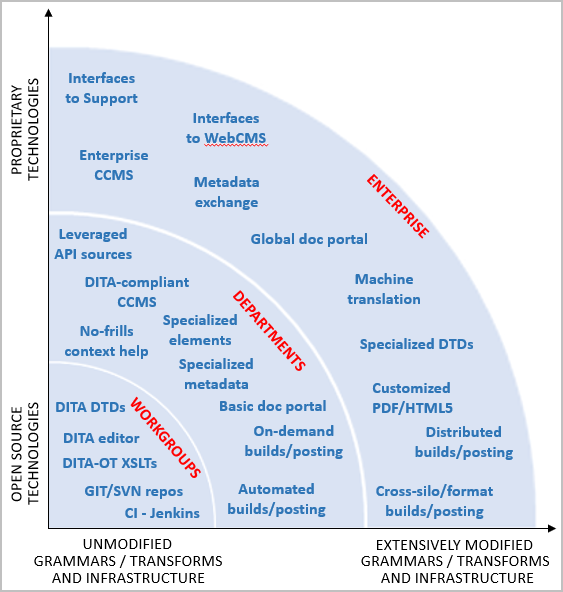 PROPRIETARY
TECHNOLOGIES
Interfaces
to Support
Interfaces
to WebCMS
Enterprise
CCMS
Metadata
exchange
ENTERPRISE
Global doc portal
Machine
translation
Specialized DTDs
Customized
PDF/HTML5
Distributed
builds/posting
Cross-silo/format
builds/posting
Leveraged
API sources
DITA-compliant
CCMS
DEPARTMENTS
No-frills
context help
Specialized
elements
Specialized
metadata
Basic doc portal
On-demand
builds/posting
Automated
builds/posting
OPEN SOURCE
TECHNOLOGIES
WORKGROUPS
DITA DTDs
DITA editor
DITA-OT XSLTs
GIT/SVN repos
CI - Jenkins
UNMODIFIED
GRAMMARS / TRANSFORMS
AND INFRASTRUCTURE
EXTENSIVELY MODIFIED
GRAMMARS / TRANSFORMS
AND INFRASTRUCTURE